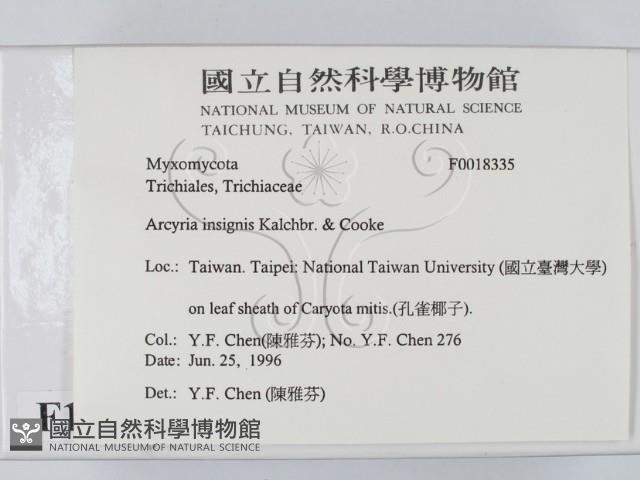 國立自然科學博物館
NATIONAL MUSEUM OF NATURAL SCIENCE
TAICHUNG, TAIWAN, R.O.CHINA
Myxomycota F0018335
Trichiales, Trichiaceae
Arcyria insignis Kalchbr. & Cooke
Loc.: Taiwan. Taipei: National Taiwan University (國立臺灣大學)
on leaf sheath of Caryota mitis.(孔雀椰子).
Col.: Y.F. Chen(陳雅芬); No. Y.F. Chen 276
Date: Jun. 25, 1996
Det.: Y.F. Chen (陳雅芬)
國立自然科學博物館
NATIONAL MUSEUM OF NATURAL SCIENCE